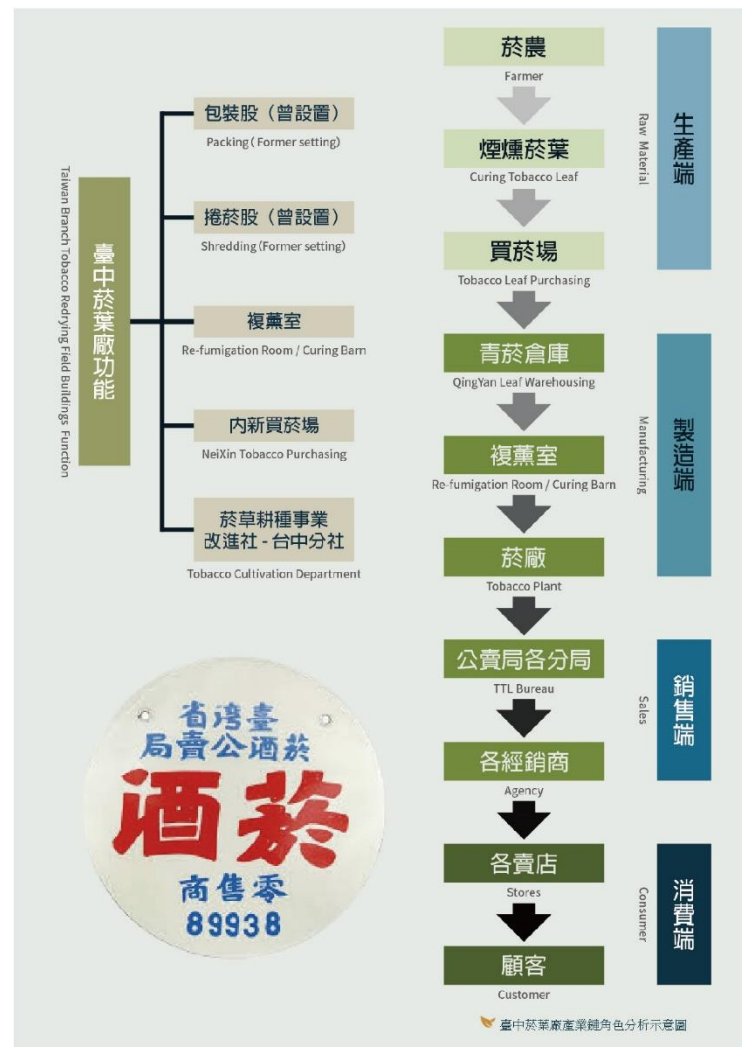 臺中菸葉廠功能
Taiwan Branch Tobacco Redrying Field Buildings Function
包裝股（曾設置）
Packing ( Former setting)
捲菸股（曾設置）
Shredding (Former setting)
複薰室
Re-fumigation Room / Curing Barn
內新買菸場
NeiXin Tobacco Purchasing
菸草耕種事業
改進社 - 台中分社
Tobacco Cultivation Department
菸農
Farmer
煙燻菸葉
Curing Tobacco Leaf
買菸場
Tobacco Leaf Purchasing
青菸倉庫
QingYan Leaf Warehousing
複薰室
Re-fumigation Room / Curing Barn
菸廠
Tobacco Plant
公賣局各分局
TTL Bureau
各經銷商
Agency
各賣店
Stores
顧客
Customer
生產端
Raw Material
製造端
Manufacturing
銷售端
Sales
消費端
Consumer
省灣臺
局賣公酒菸
酒菸
商售零
89938
臺中菸葉廠產業鏈角色分析示意圖